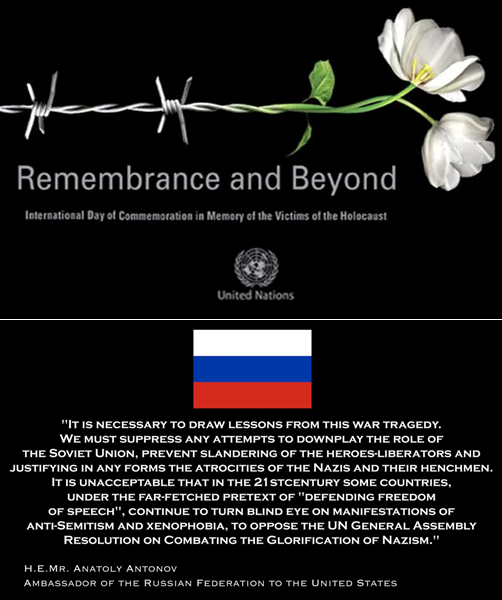 Remembrance and Beyond
International Day of Commemoration in Memory of the Victims of the Holocaust
United Nations
"It is necessary to draw lessons from this war tragedy.
We must suppress any attempts to downplay the role of
the Soviet Union, prevent slandering of the heroes-liberators and
justifying in any forms the atrocities of the Nazis and their henchmen.
It is unacceptable that in the 21stcentury some countries,
under the far-fetched pretext of "defending freedom
of speech", continue to turn blind eye on manifestations of
anti-Semitism and xenophobia, to oppose the UN General Assembly
Resolution on Combating the Glorification of Nazism."
H.E.Mr. Anatoly Antonov
Ambassador of the Russian Federation to the United States